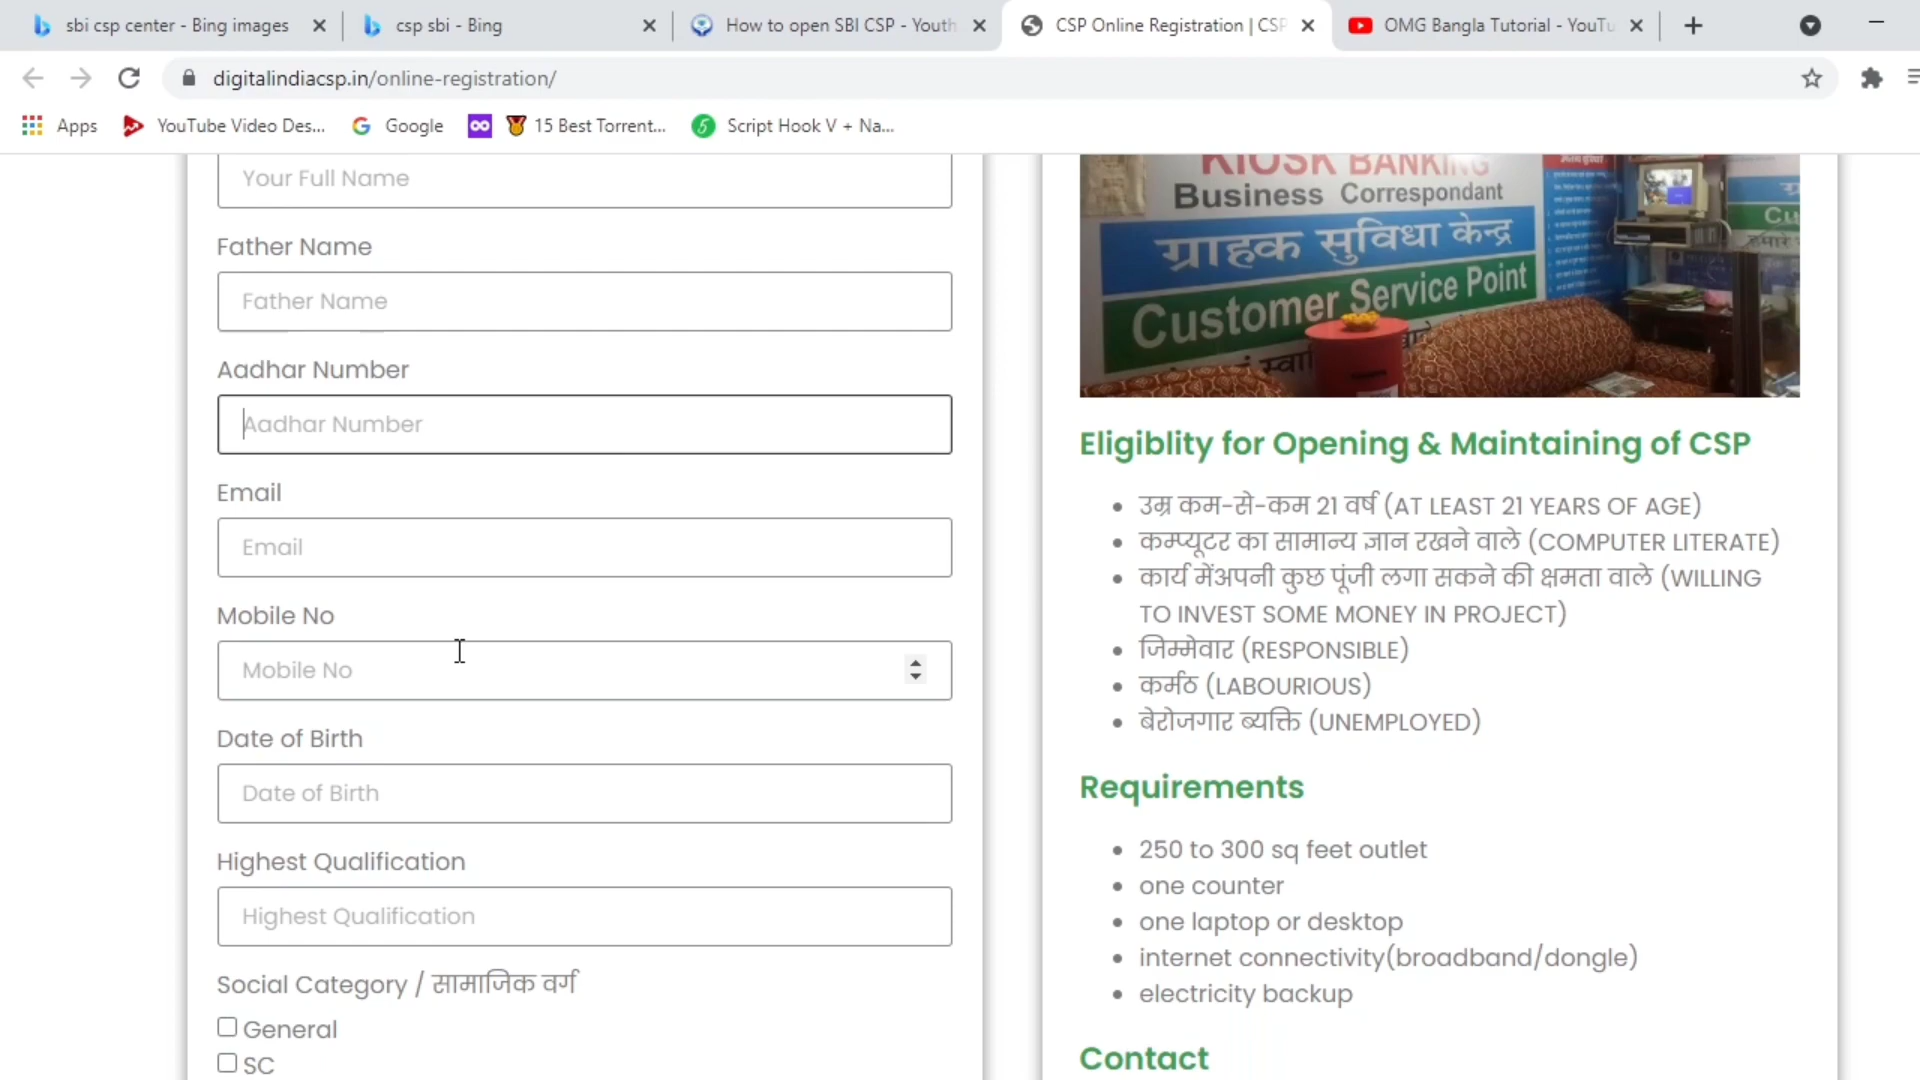 sbi csp center - Bing images
csp sbi - Bing
How to open SBI CSP - Youth
CSP Online Registration | CSP
OMG Bangla Tutorial - YouTu
digitalindiacsp.in/online-registration/
Apps
YouTube Video Des...
Google
15 Best Torrent...
Script Hook V + Na...
Your Full Name
Father Name
Father Name
Aadhar Number
Aadhar Number
Email
Email
Mobile No
Mobile No
Date of Birth
Date of Birth
Highest Qualification
Highest Qualification
Social Category / सामाजिक वर्ग
General
SC
KIOSK BANKING
Business Correspondant
ग्राहक सुविधा केन्द्र
Customer Service Point
Eligiblity for Opening & Maintaining of CSP
उम्र कम-से-कम 21 वर्ष (AT LEAST 21 YEARS OF AGE)
कम्प्यूटर का सामान्य ज्ञान रखने वाले (COMPUTER LITERATE)
कार्य मेंअपनी कुछ पूंजी लगा सकने की क्षमता वाले (WILLING
TO INVEST SOME MONEY IN PROJECT)
जिम्मेवार (RESPONSIBLE)
कर्मठ (LABOURIOUS)
बेरोजगार ब्यक्ति (UNEMPLOYED)
Requirements
250 to 300 sq feet outlet
one counter
one laptop or desktop
internet connectivity(broadband/dongle)
electricity backup
Contact